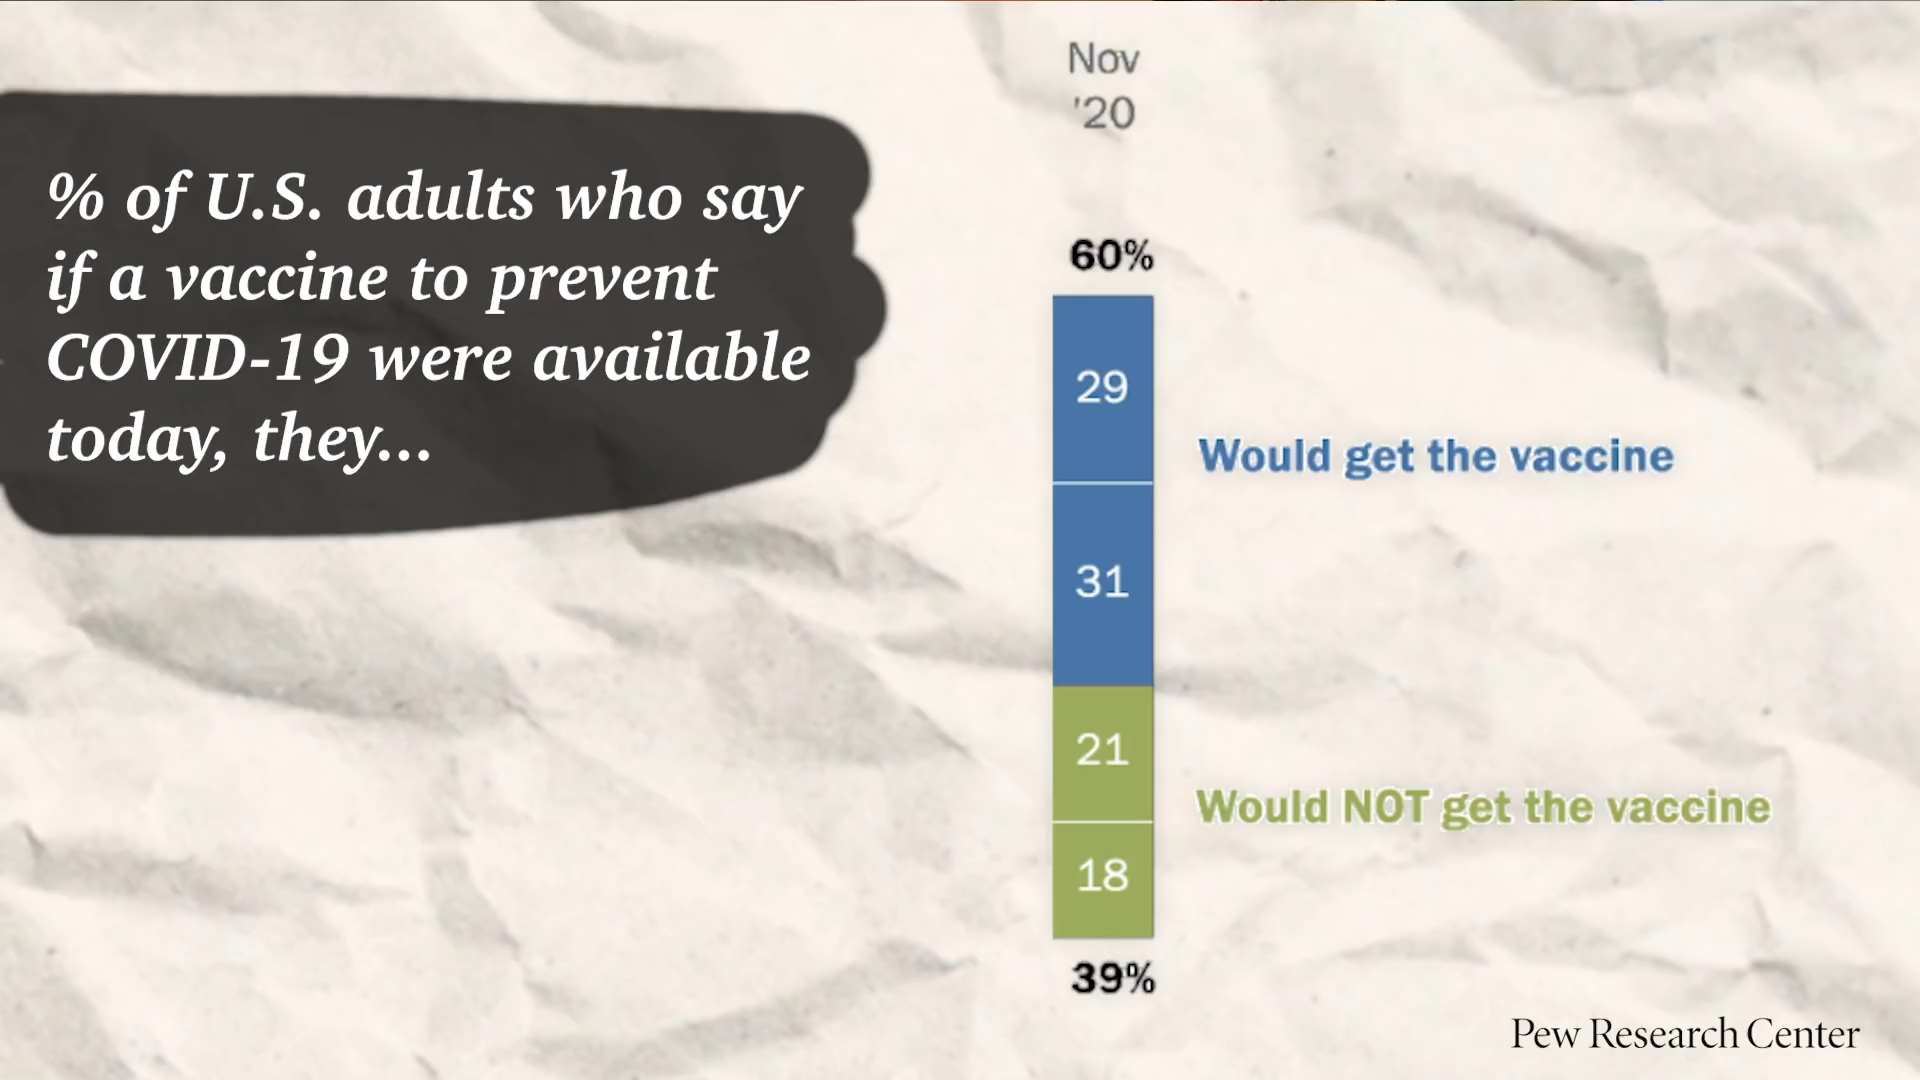 % of U.S. adults who say
if a vaccine to prevent
COVID-19 were available
today, they...
Nov
'20
60%
29
Would get the vaccine
31
21
Would NOT get the vaccine
18
39%
Pew Research Center